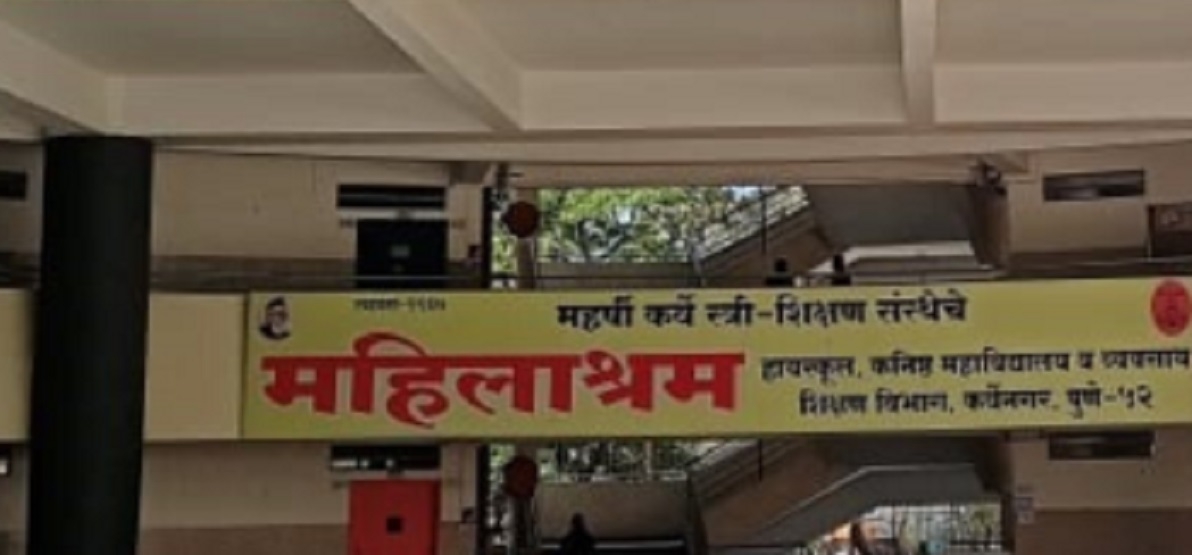 महर्षी कर्वे स्त्री-शिक्षण संस्थेचे
महिलाश्रम
हायस्कूल, कनिष्ठ महाविद्यालय व व्यवसाय
शिक्षण विभाग, कर्वेनगर, पुणे-५२